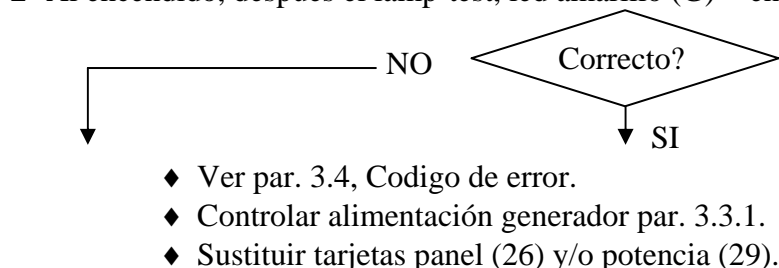 Al encendido, después el lamp-test, led amarillo (G)
NO
Correcto?
SI
♦ Ver par. 3.4, Codigo de error.
♦ Controlar alimentación generador par. 3.3.1.
♦ Sustituir tarjetas panel (26) y/o potencia (29).